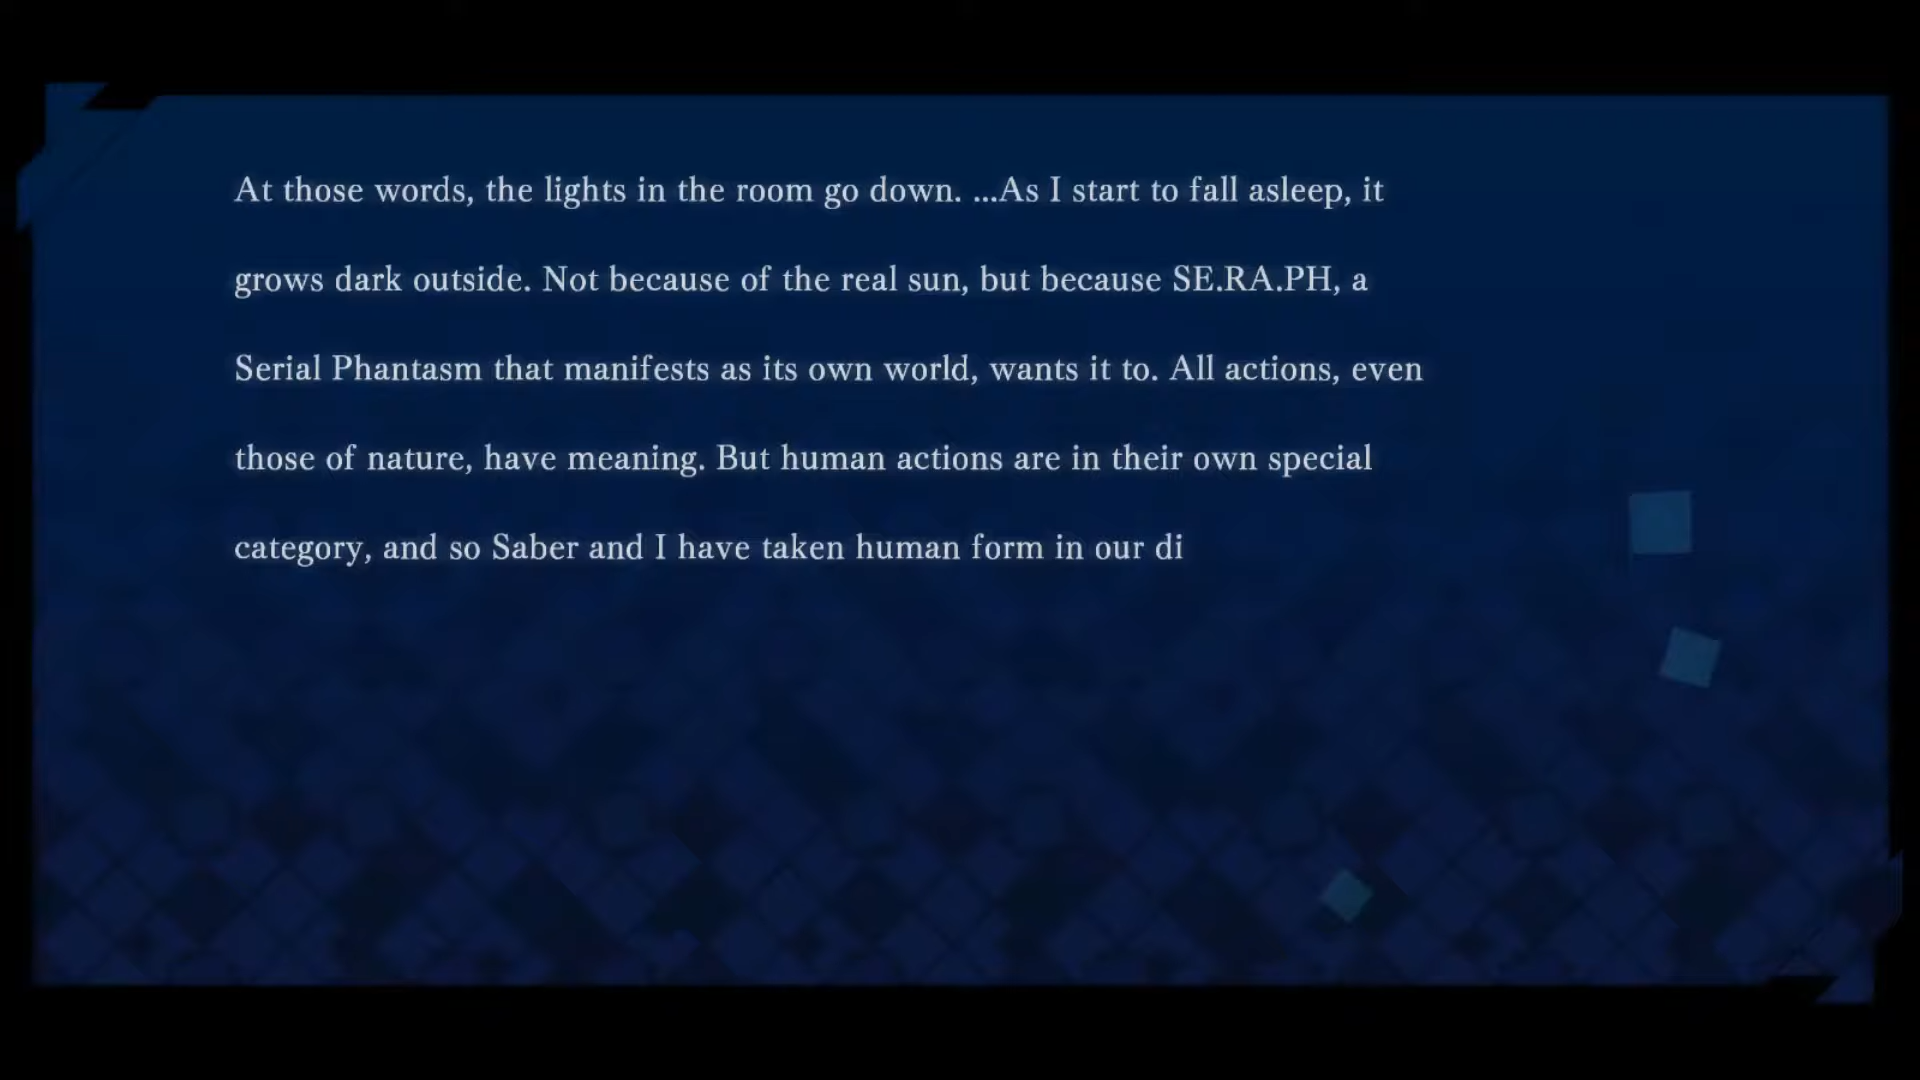 At those words, the lights in the room go down. ...As I start to fall asleep, it
grows dark outside. Not because of the real sun, but because SE.RA.PH, a
Serial Phantasm that manifests as its own world, wants it to. All actions, even
those of nature, have meaning. But human actions are in their own special
category, and so Saber and I have taken human form in our di